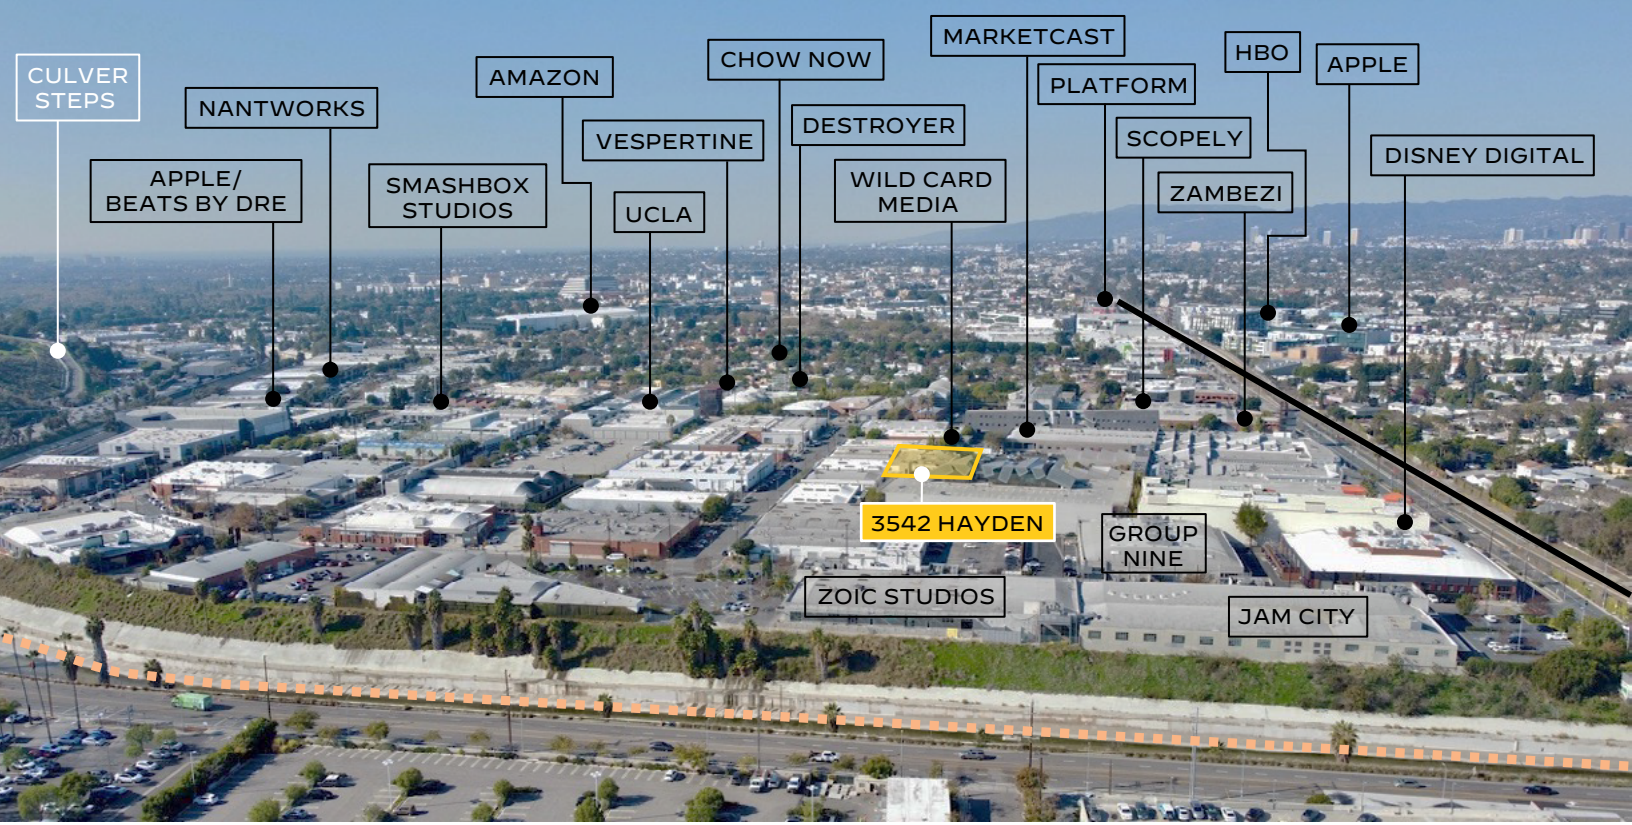 CULVER
STEPS
NANTWORKS
APPLE/
BEATS BY DRE
SMASHBOX
STUDIOS
AMAZON
VESPERTINE
UCLA
CHOW NOW
DESTROYER
WILD CARD
MEDIA
MARKETCAST
PLATFORM
SCOPELY
ZAMBEZI
HBO
APPLE
DISNEY DIGITAL
3542 HAYDEN
GROUP
NINE
ZOIC STUDIOS
JAM CITY